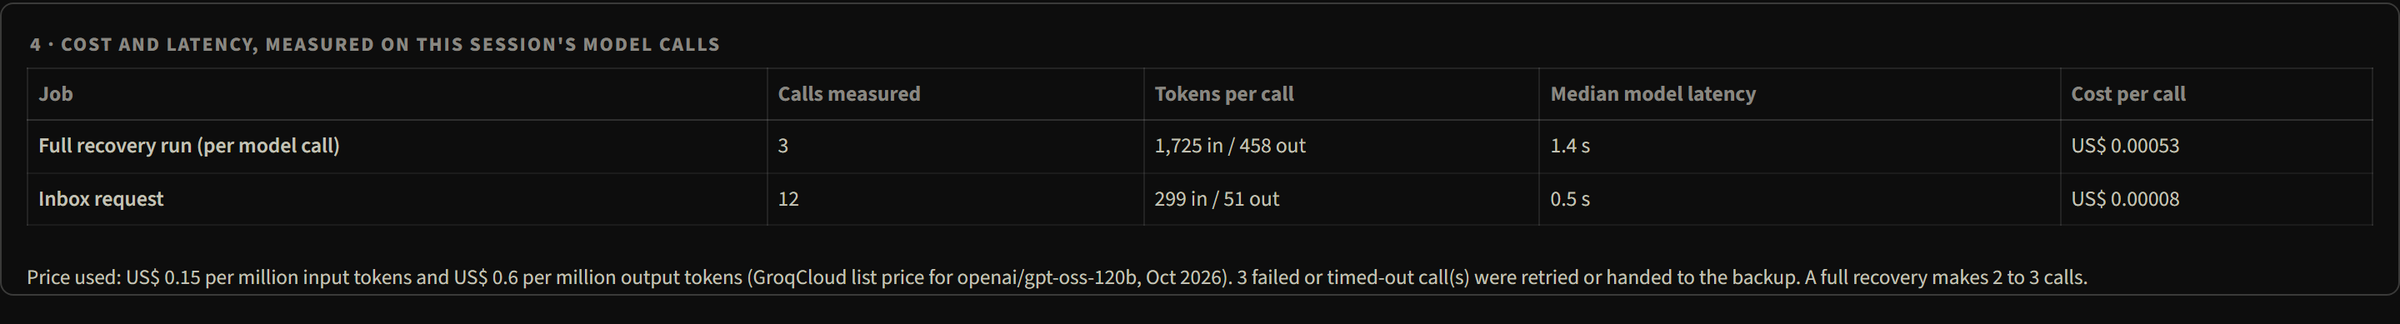 4 · COST AND LATENCY, MEASURED ON THIS SESSION'S MODEL CALLS
Job Calls measured Tokens per call Median model latency Cost per call
Full recovery run (per model call) 3 1,725 in / 458 out 1.4 s US$ 0.00053
Inbox request 12 299 in / 51 out 0.5 s US$ 0.00008
Price used: US$ 0.15 per million input tokens and US$ 0.6 per million output tokens (GroqCloud list price for openai/gpt-oss-120b, Oct 2026). 3 failed or timed-out call(s) were retried or handed to the backup. A full recovery makes 2 to 3 calls.